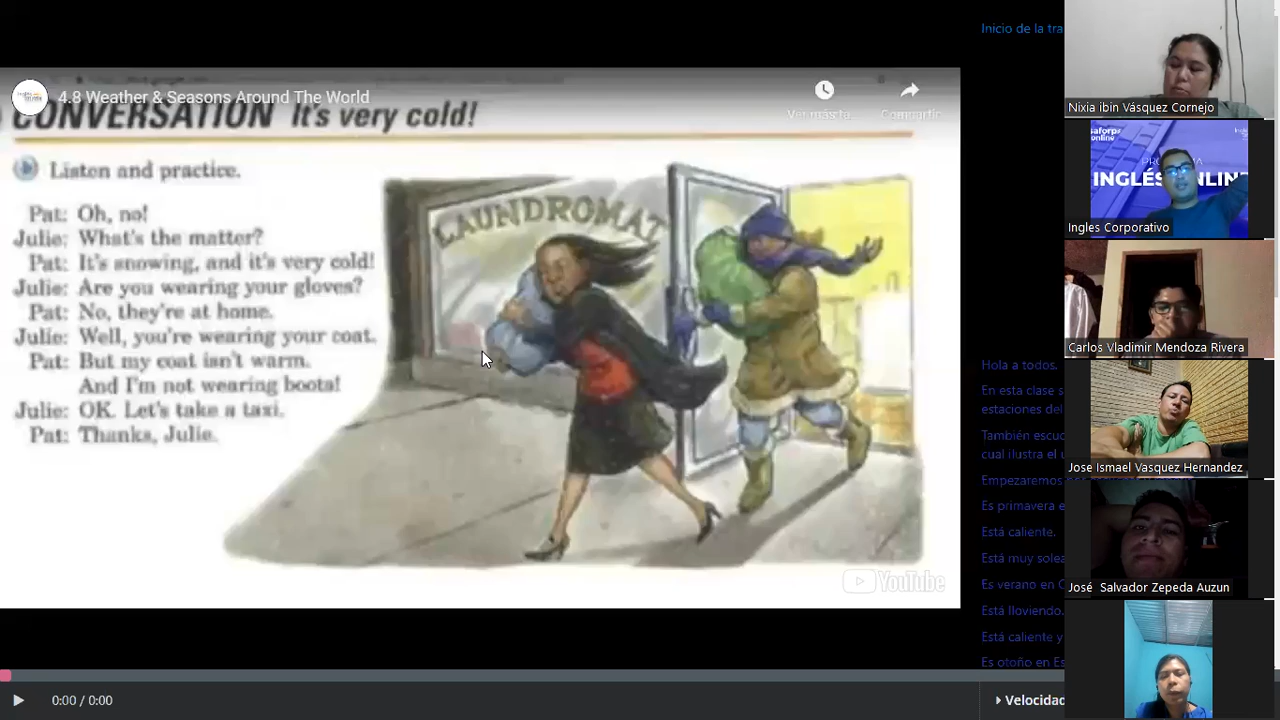 4.8 Weather & Seasons Around The World
Ver más ta...
Compartir
CONVERSATION It's very cold!
Listen and practice.
Pat: Oh, no!
Julie: What's the matter?
Pat: It's snowing, and it's very cold!
Julie: Are you wearing your gloves?
Pat: No, they're at home.
Julie: Well, you're wearing your coat.
Pat: But my coat isn't warm.
And I'm not wearing boots!
Julie: OK. Let's take a taxi.
Pat: Thanks, Julie.
LAUNDROMAT
YouTube
0:00 / 0:00
Velocidad
Inicio de la tra
Hola a todos.
En esta clase s
estaciones del
También escuc
cual ilustra el u
Es primavera e
Está caliente.
Está muy solea
Es verano en C
Está lloviendo.
Está caliente y
Es otoño en Es
Nixia ibin Vásquez Cornejo
INGLÉS ONLINE
Ingles Corporativo
Carlos Vladimir Mendoza Rivera
Jose Ismael Vasquez Hernandez
José Salvador Zepeda Auzun